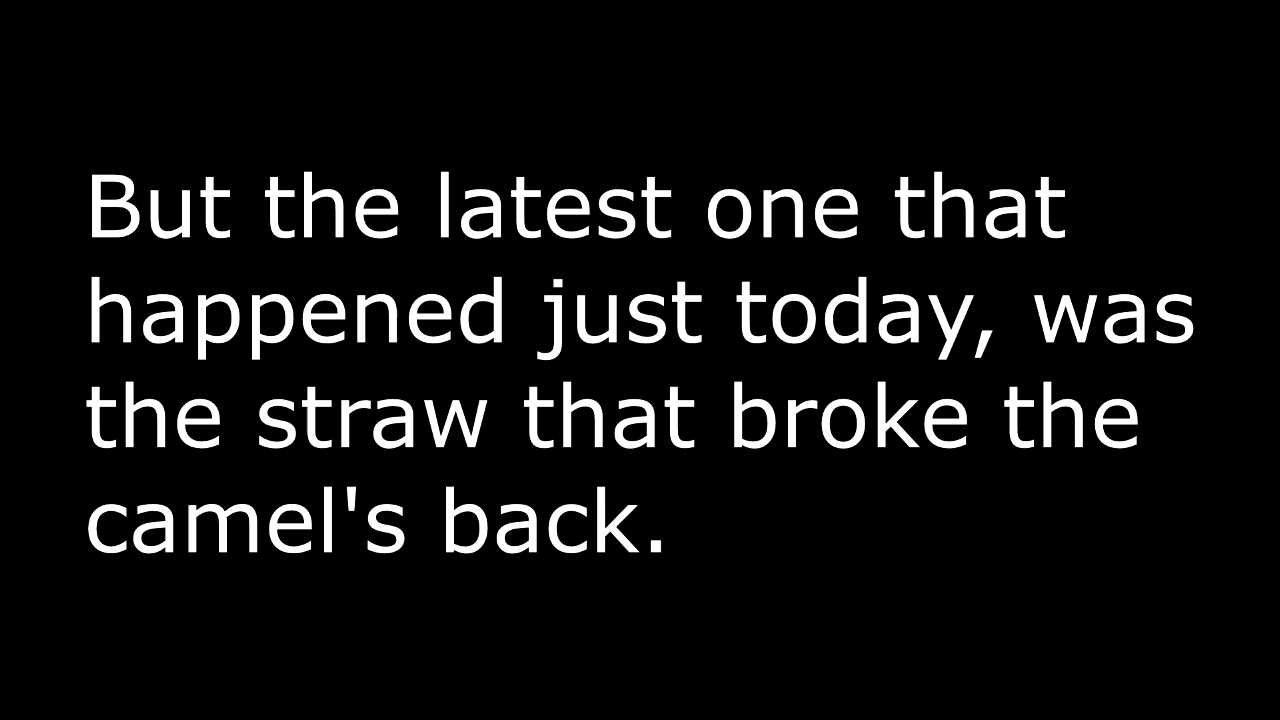 But the latest one that
happened just today, was
the straw that broke the
camel's back.